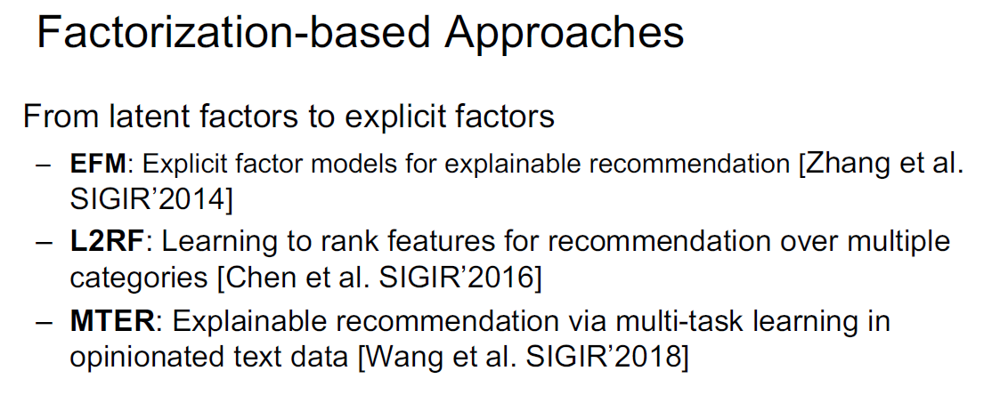 Factorization-based Approaches
From latent factors to explicit factors
– EFM: Explicit factor models for explainable recommendation [Zhang et al.
SIGIR’2014]
– L2RF: Learning to rank features for recommendation over multiple
categories [Chen et al. SIGIR’2016]
– MTER: Explainable recommendation via multi-task learning in
opinionated text data [Wang et al. SIGIR’2018]